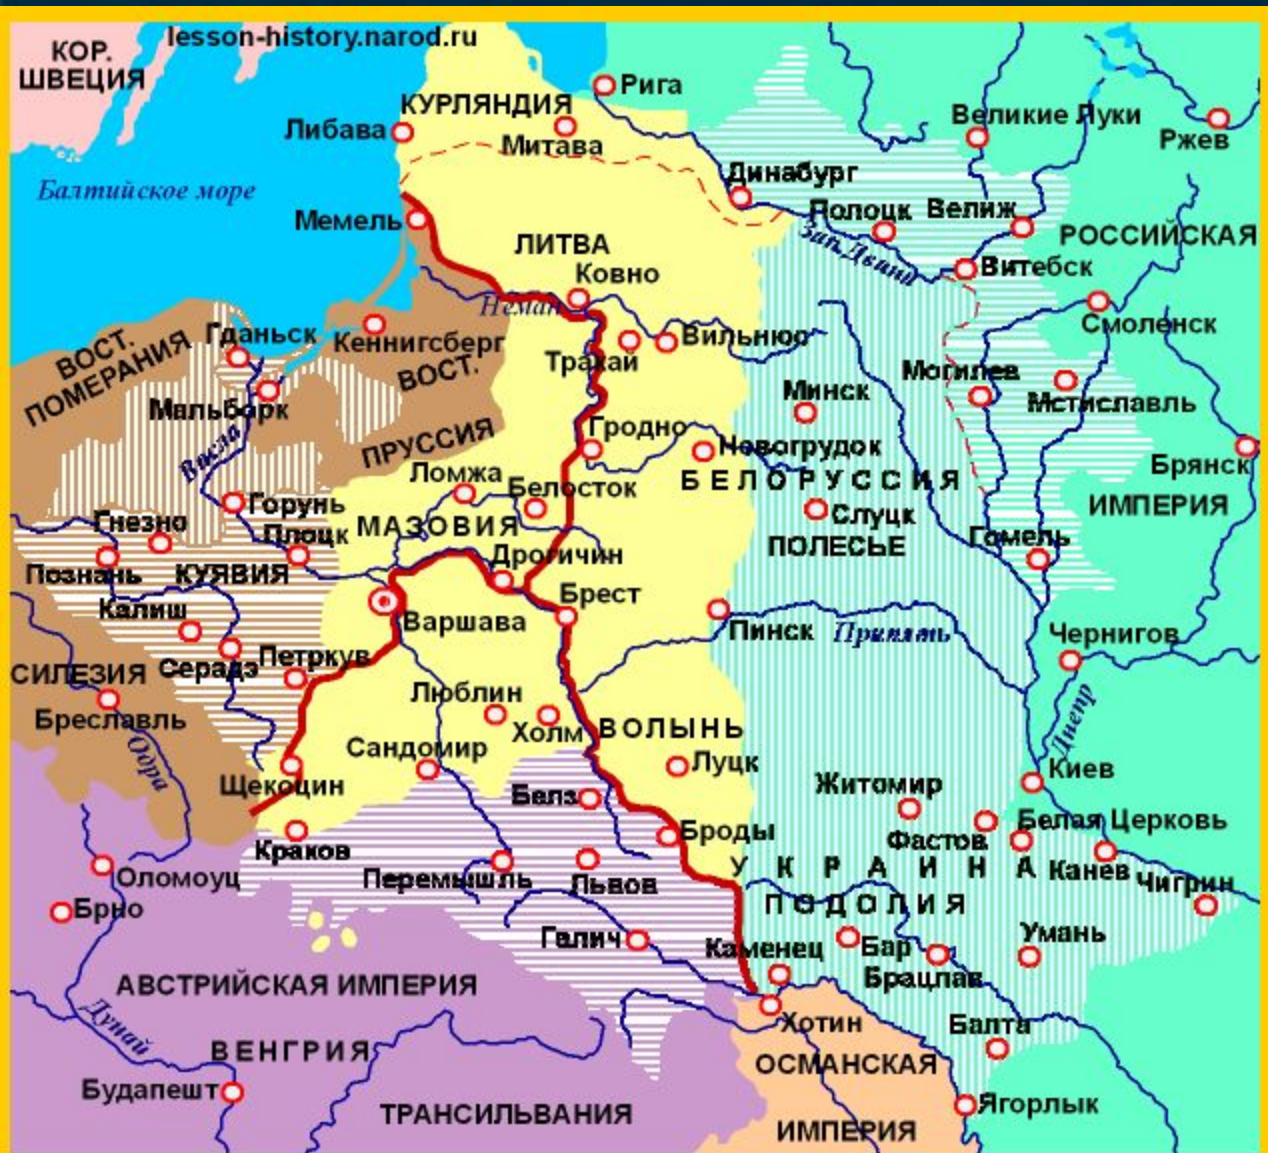 lesson-history.narod.ru
КОР.
ШВЕЦИЯ
Рига
КУРЛЯНДИЯ
Либава
Митава
Великие Луки
Ржев
Балтийское море
Динабург
Мемель
Полоцк
Велиж
ЛИТВА
Зап. Двина
РОССИЙСКАЯ
Витебск
Ковно
Неман
Смоленск
ВОСТ.
ПОМЕРАНИЯ
Гданьск
Кеннигсберг
Вильнюс
Тракай
ВОСТ.
ПРУССИЯ
Мальборк
Минск
Могилев
Мстиславль
Висла
Гродно
Новогрудок
Брянск
Ломжа
Белосток
БЕЛОРУССИЯ
ИМПЕРИЯ
Горунь
МАЗОВИЯ
Слуцк
Гнезно
Плоцк
ПОЛЕСЬЕ
Гомель
Дрогичин
Познань
КУЯВИЯ
Калиш
Варшава
Брест
Пинск
Припять
Чернигов
СИЛЕЗИЯ
Серадз
Петркув
Бреславль
Люблин
Холм
ВОЛЫНЬ
Днепр
Одра
Сандомир
Луцк
Киев
Щекоцин
Белз
Житомир
Краков
Броды
Фастов
Белая Церковь
Оломоуц
Перемышль
Львов
УКРАИНА
Канев
Чигрин
Брно
ПОДОЛИЯ
Галич
Каменец
Бар
Умань
Брацлав
АВСТРИЙСКАЯ ИМПЕРИЯ
Дунай
Хотин
Балта
ВЕНГРИЯ
ОСМАНСКАЯ
ИМПЕРИЯ
Будапешт
ТРАНСИЛЬВАНИЯ
Ягорлык